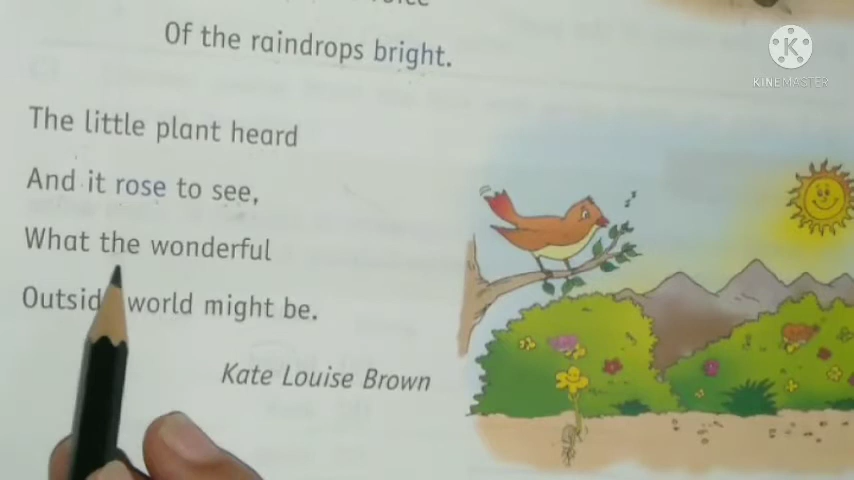 Of the raindrops bright.
The little plant heard
And it rose to see,
What the wonderful
Outside world might be.
Kate Louise Brown
KINEMASTER